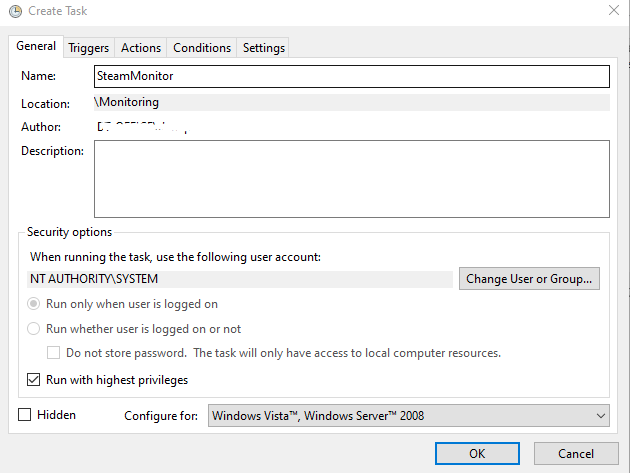 Create Task
General Triggers Actions Conditions Settings
Name: SteamMonitor
Location: \Monitoring
Author:
Description:
Security options
When running the task, use the following user account:
NT AUTHORITY\SYSTEM Change User or Group...
Run only when user is logged on
Run whether user is logged on or not
Do not store password. The task will only have access to local computer resources.
Run with highest privileges
Hidden Configure for: Windows Vista™, Windows Server™ 2008
OK Cancel